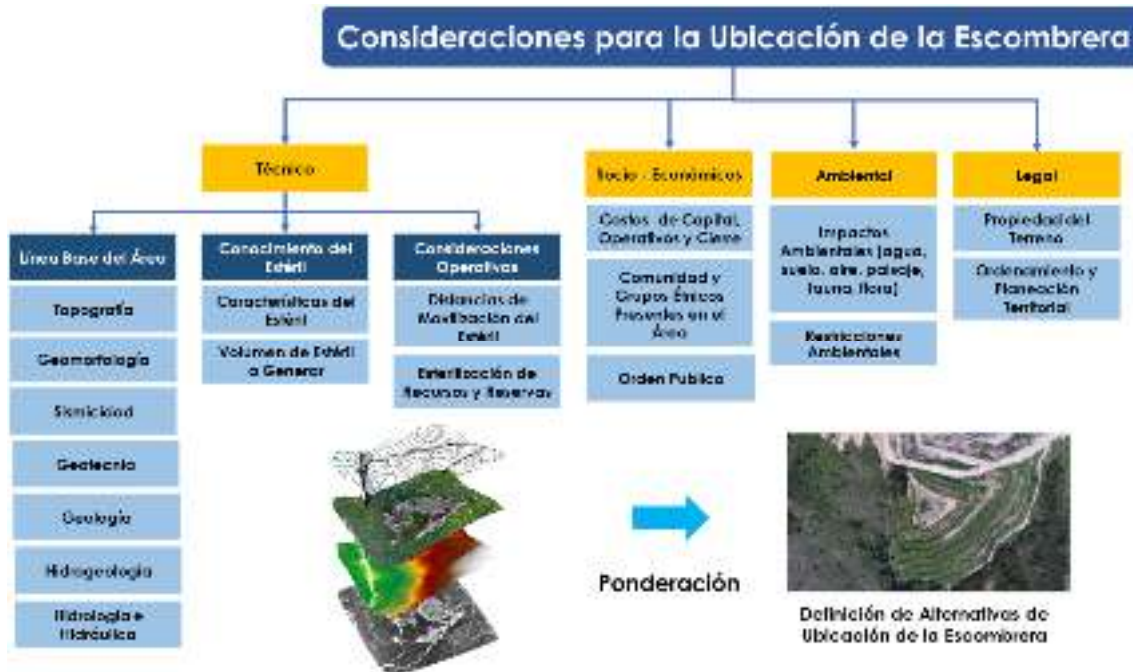 Consideraciones para la Ubicación de la Escombrera
Técnico
Socio - Económicos
Ambiental
Legal
Línea Base del Área
Topografía
Geomorfología
Sismicidad
Geotecnia
Geología
Hidrogeología
Hidrología e
Hidráulica
Conocimiento del
Estéril
Características del
Estéril
Volumen de Estéril
a Generar
Consideraciones
Operativas
Distancias de
Movilización del
Estéril
Esterilización de
Recursos y Reservas
Costos de Capital,
Operativos y Cierre
Comunidad y
Grupos Étnicos
Presentes en el
Área
Orden Publico
Impactos
Ambientales (agua,
suelo, aire, paisaje,
fauna, flora)
Restricciones
Ambientales
Propiedad del
Terreno
Ordenamiento y
Planeación
Territorial
Ponderación
Definición de Alternativas de
Ubicación de la Escombrera